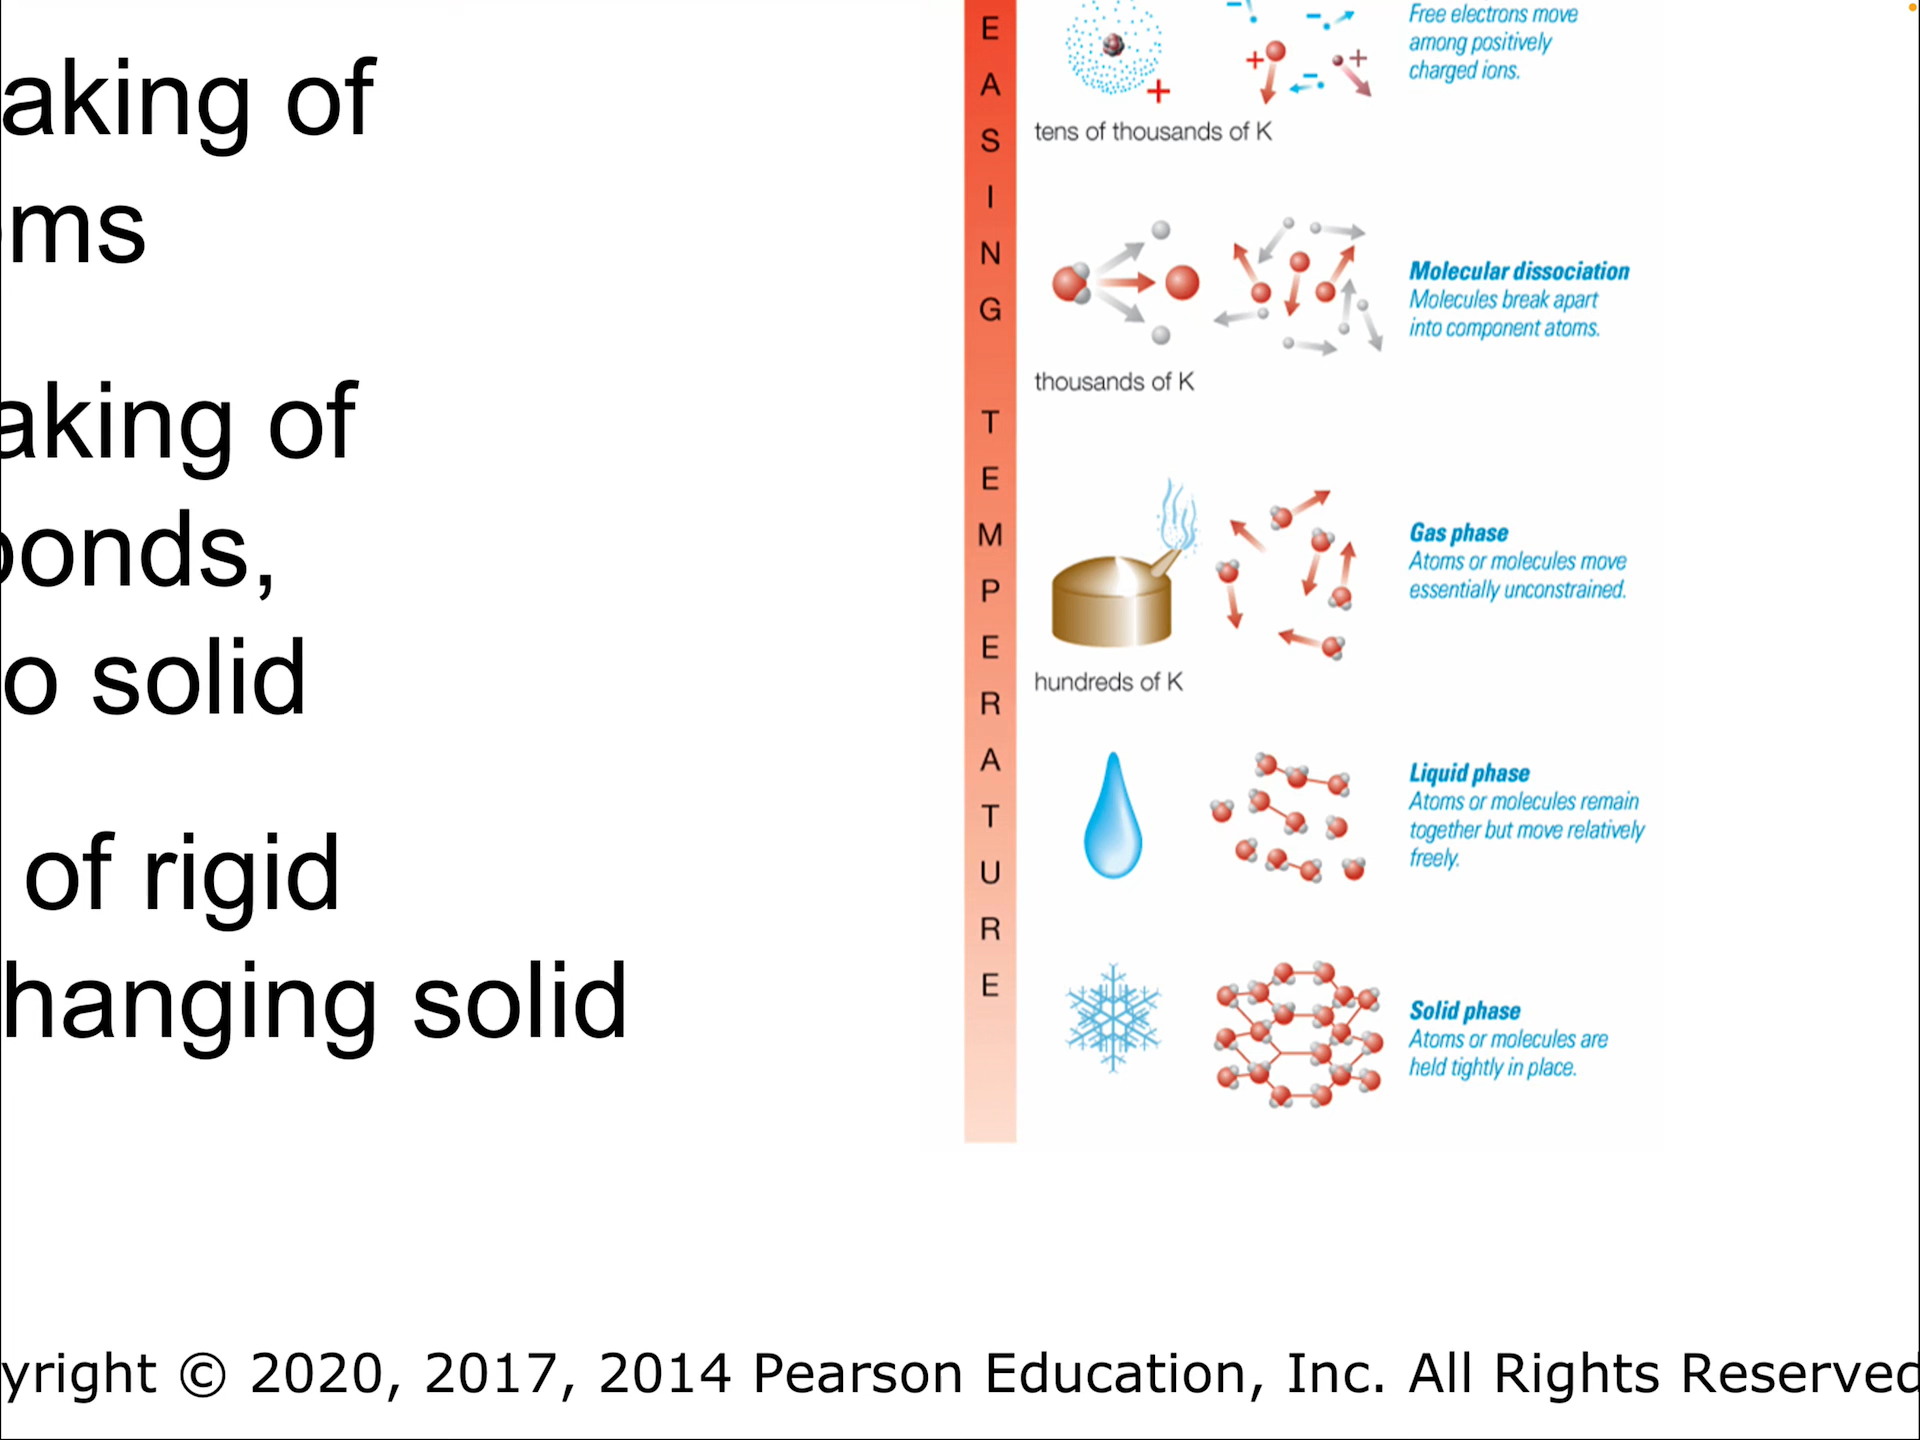 aking of
ms
aking of
onds,
o solid
of rigid
hanging solid
E
A
S
I
N
G
T
E
M
P
E
R
A
T
U
R
E
Free electrons move
among positively
charged ions.
tens of thousands of K
Molecular dissociation
Molecules break apart
into component atoms.
thousands of K
Gas phase
Atoms or molecules move
essentially unconstrained.
hundreds of K
Liquid phase
Atoms or molecules remain
together but move relatively
freely.
Solid phase
Atoms or molecules are
held tightly in place.
yright © 2020, 2017, 2014 Pearson Education, Inc. All Rights Reserved